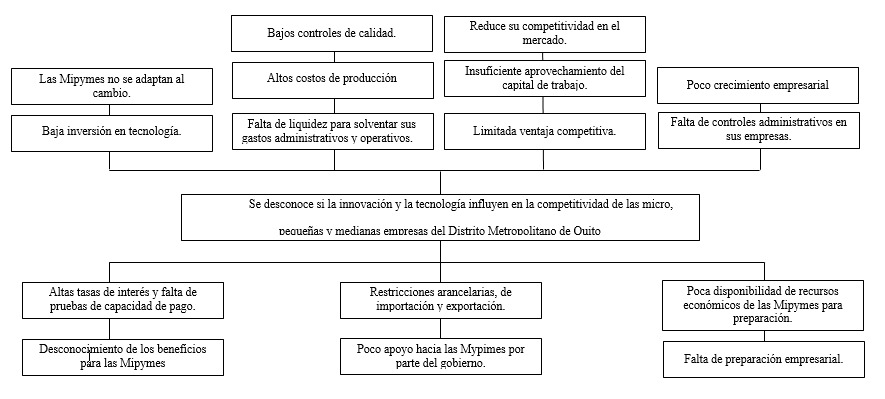 Bajos controles de calidad.
Reduce su competitividad en el
mercado.
Las Mipymes no se adaptan al
cambio.
Altos costos de producción
Insuficiente aprovechamiento del
capital de trabajo.
Poco crecimiento empresarial
Baja inversión en tecnología.
Falta de liquidez para solventar sus
gastos administrativos y operativos.
Limitada ventaja competitiva.
Falta de controles administrativos en
sus empresas.
Se desconoce si la innovación y la tecnología influyen en la competitividad de las micro,
pequeñas y medianas empresas del Distrito Metropolitano de Quito
Altas tasas de interés y falta de
pruebas de capacidad de pago.
Restricciones arancelarias, de
importación y exportación.
Poca disponibilidad de recursos
económicos de las Mipymes para
preparación.
Desconocimiento de los beneficios
para las Mipymes
Poco apoyo hacia las Mypimes por
parte del gobierno.
Falta de preparación empresarial.